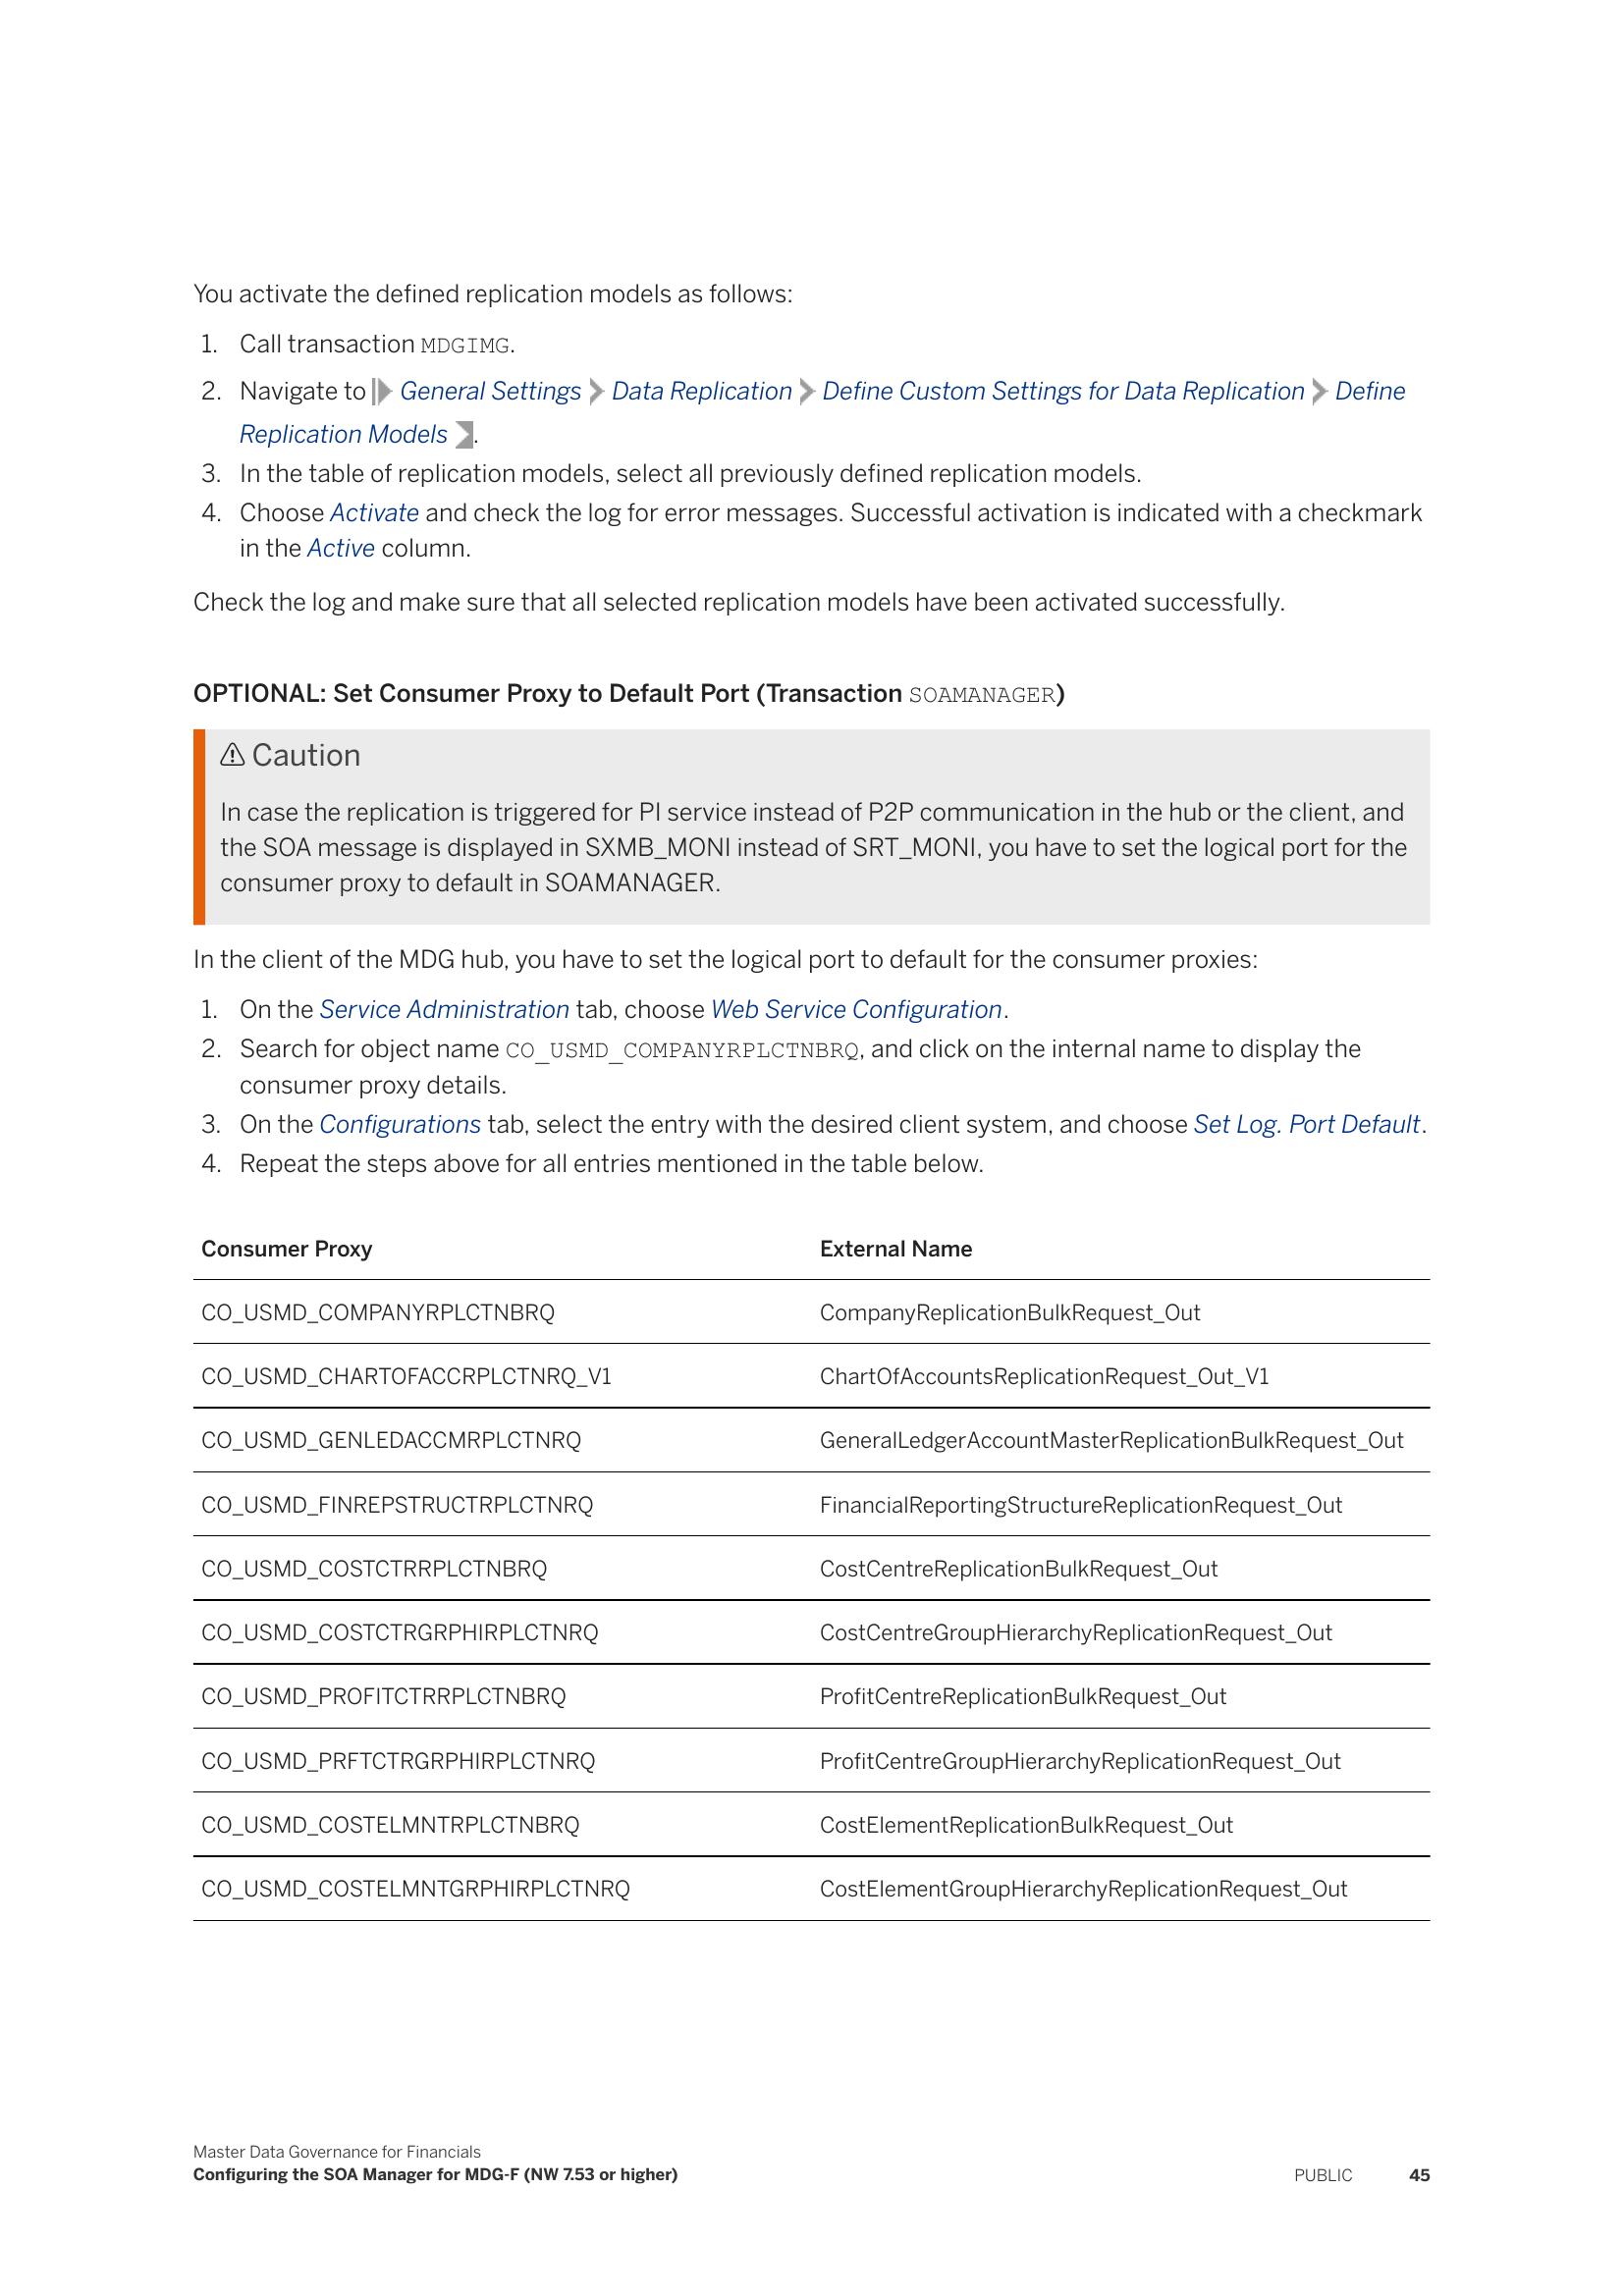 You activate the defined replication models as follows:
1. Call transaction MDGIMG.
2. Navigate to General Settings Data Replication Define Custom Settings for Data Replication Define
Replication Models .
3. In the table of replication models, select all previously defined replication models.
4. Choose Activate and check the log for error messages. Successful activation is indicated with a checkmark
in the Active column.
Check the log and make sure that all selected replication models have been activated successfully.
OPTIONAL: Set Consumer Proxy to Default Port (Transaction SOAMANAGER)
Caution
In case the replication is triggered for PI service instead of P2P communication in the hub or the client, and
the SOA message is displayed in SXMB_MONI instead of SRT_MONI, you have to set the logical port for the
consumer proxy to default in SOAMANAGER.
In the client of the MDG hub, you have to set the logical port to default for the consumer proxies:
1. On the Service Administration tab, choose Web Service Configuration.
2. Search for object name CO_USMD_COMPANYRPLCTNBRQ, and click on the internal name to display the
consumer proxy details.
3. On the Configurations tab, select the entry with the desired client system, and choose Set Log. Port Default.
4. Repeat the steps above for all entries mentioned in the table below.
Consumer Proxy External Name
CO_USMD_COMPANYRPLCTNBRQ CompanyReplicationBulkRequest_Out
CO_USMD_CHARTOFACCRPLCTNRQ_V1 ChartOfAccountsReplicationRequest_Out_V1
CO_USMD_GENLEDACCMRPLCTNRQ GeneralLedgerAccountMasterReplicationBulkRequest_Out
CO_USMD_FINREPSTRUCTRPLCTNRQ FinancialReportingStructureReplicationRequest_Out
CO_USMD_COSTCTRRPLCTNBRQ CostCentreReplicationBulkRequest_Out
CO_USMD_COSTCTRGRPHIRPLCTNRQ CostCentreGroupHierarchyReplicationRequest_Out
CO_USMD_PROFITCTRRPLCTNBRQ ProfitCentreReplicationBulkRequest_Out
CO_USMD_PRFTCTRGRPHIRPLCTNRQ ProfitCentreGroupHierarchyReplicationRequest_Out
CO_USMD_COSTELMNTRPLCTNBRQ CostElementReplicationBulkRequest_Out
CO_USMD_COSTELMNTGRPHIRPLCTNRQ CostElementGroupHierarchyReplicationRequest_Out
Master Data Governance for Financials
Configuring the SOA Manager for MDG-F (NW 7.53 or higher) PUBLIC 45